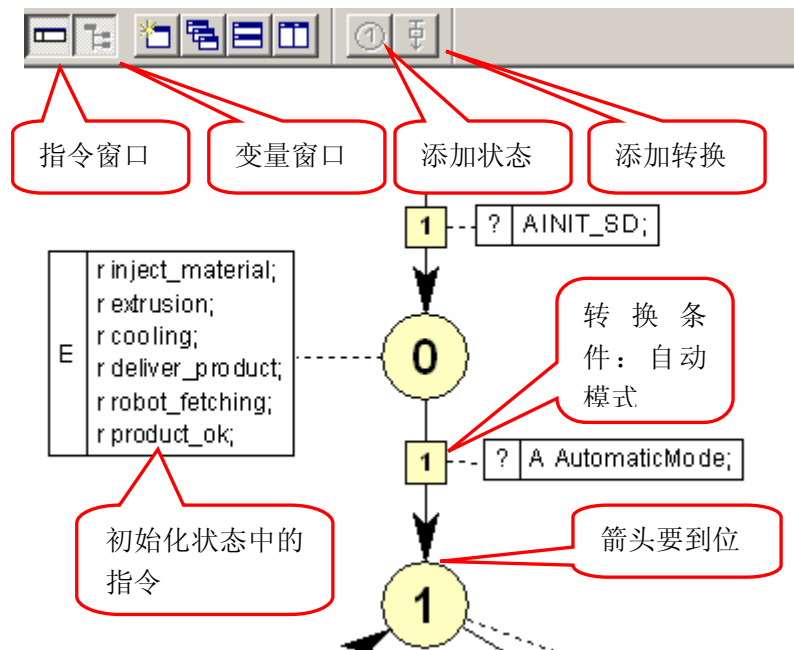 1
指令窗口
变量窗口
添加状态
添加转换
1
? AINIT_SD;
E
r inject_material;
r extrusion;
r cooling;
r deliver_product;
r robot_fetching;
r product_ok;
0
转换条
件：自动
模式
1
? A AutomaticMode;
初始化状态中的
指令
箭头要到位
1